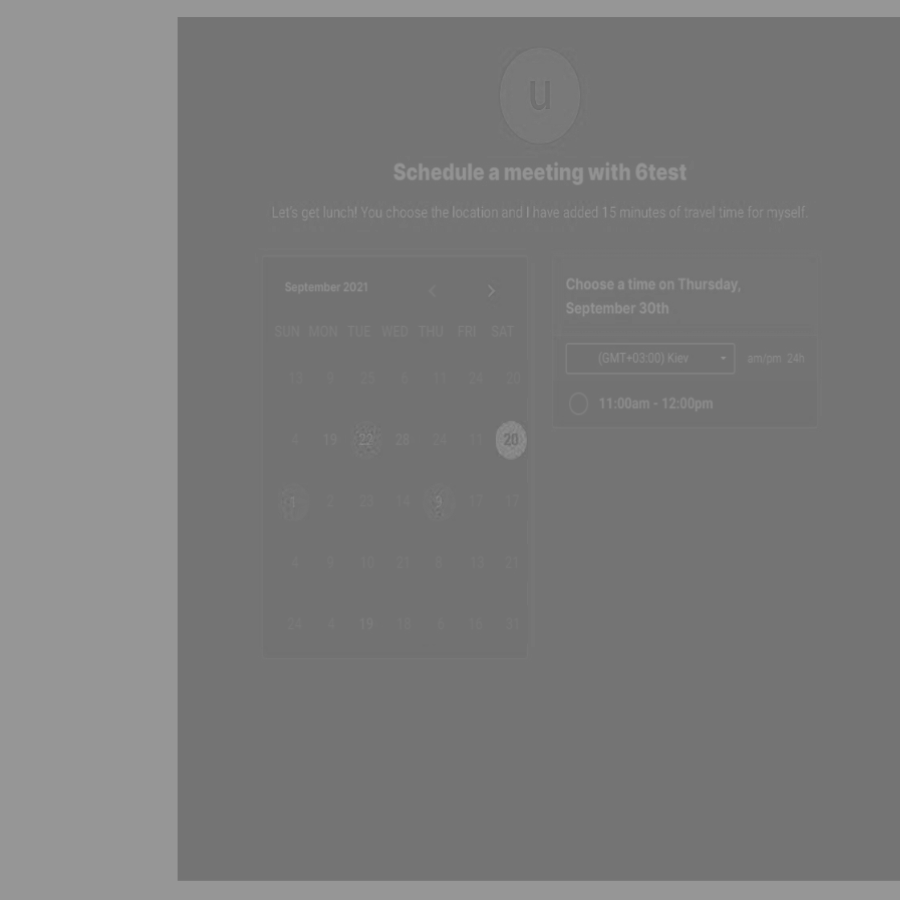 u
Schedule a meeting with 6test
Let's get lunch! You choose the location and I have added 15 minutes of travel time for myself.
September 2021
SUN MON TUE WED THU FRI SAT
13 5 25 6 11 24 20
4 19 22 28 24 11 20
1 2 23 14 9 17 17
4 5 10 21 8 13 21
24 4 19 18 6 15 31
Choose a time on Thursday,
September 30th
(GMT+03:00) Kiev am/pm 24h
11:00am - 12:00pm